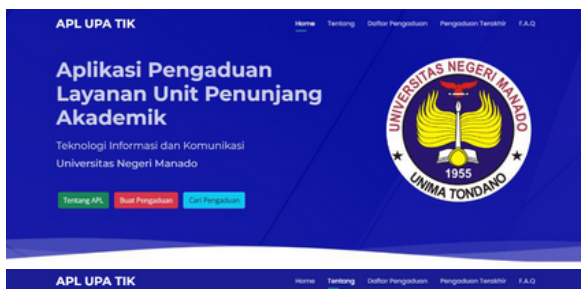 APL UPA TIK
Home Tentang Daftar Pengaduan Pengaduan Terakhir F.A.Q
Aplikasi Pengaduan
Layanan Unit Penunjang
Akademik
Teknologi Informasi dan Komunikasi
Universitas Negeri Manado
Tentang APL Buat Pengaduan Cari Pengaduan
UNIVERSITAS NEGERI MANADO
1955
UNIMA TONDANO
APL UPA TIK
Home Tentang Daftar Pengaduan Pengaduan Terakhir F.A.Q